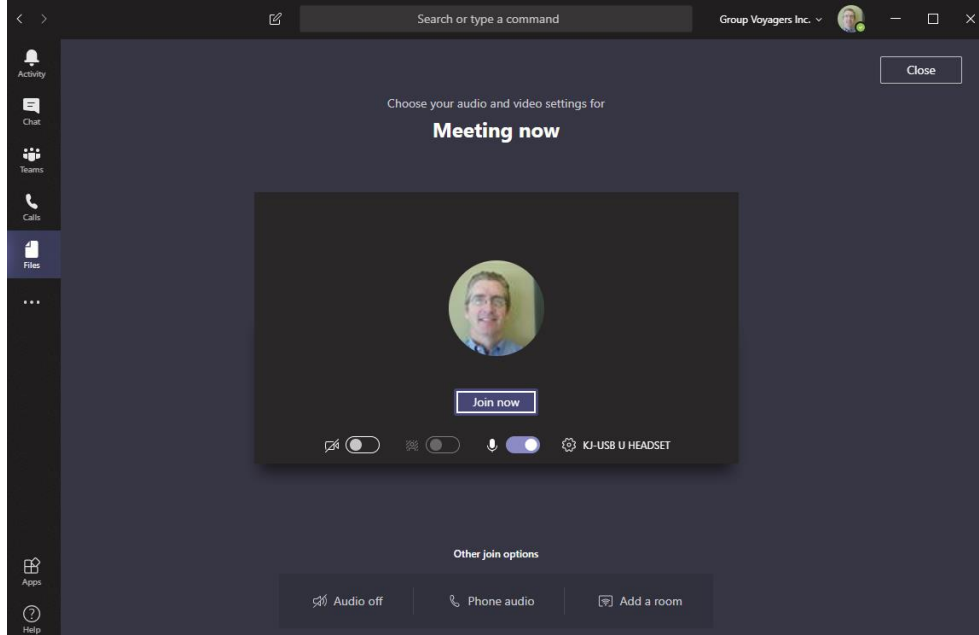 Search or type a command
Group Voyagers Inc.
Activity
Chat
Teams
Calls
Files
Close
Choose your audio and video settings for
Meeting now
Join now
KJ-USB U HEADSET
Other join options
Audio off
Phone audio
Add a room
Apps
Help